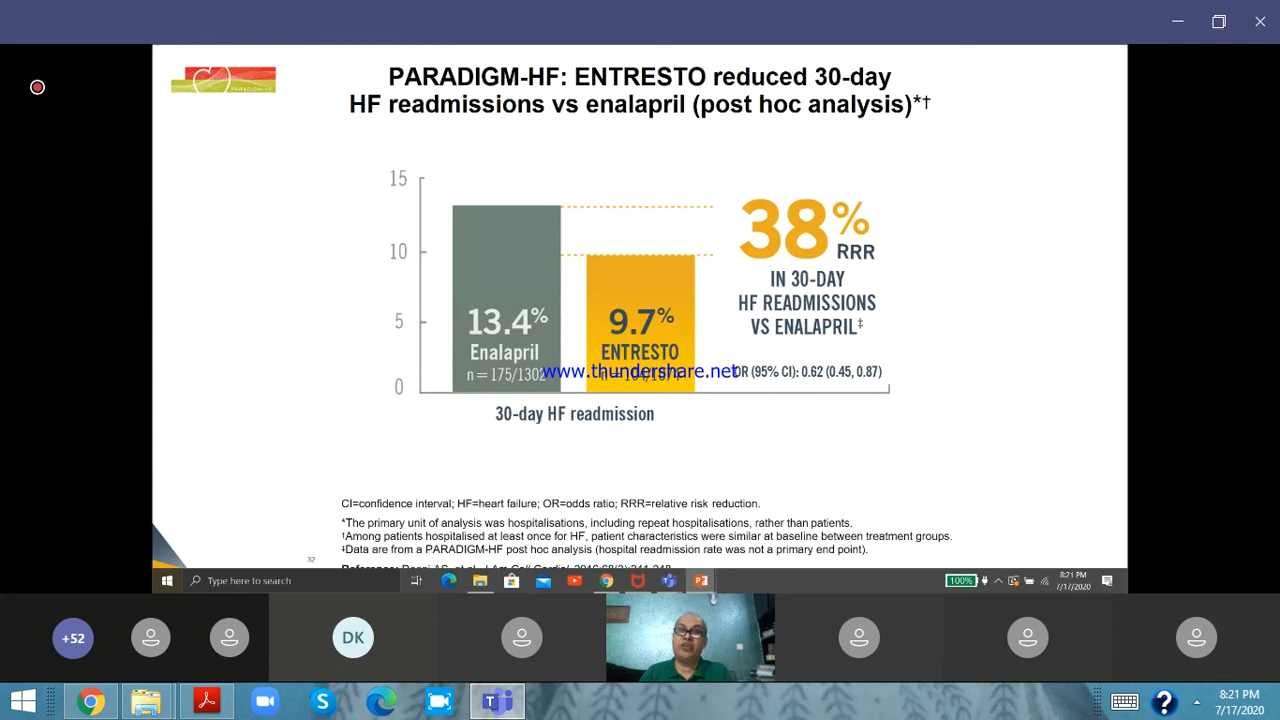 PARADIGM-HF
PARADIGM-HF: ENTRESTO reduced 30-day
HF readmissions vs enalapril (post hoc analysis)*†
15
10
5
0
13.4%
Enalapril
n = 175/1302
9.7%
ENTRESTO
www.thundershare.net
38%
RRR
IN 30-DAY
HF READMISSIONS
VS ENALAPRIL‡
OR (95% CI): 0.62 (0.45, 0.87)
30-day HF readmission
CI=confidence interval; HF=heart failure; OR=odds ratio; RRR=relative risk reduction.
*The primary unit of analysis was hospitalisations, including repeat hospitalisations, rather than patients.
†Among patients hospitalised at least once for HF, patient characteristics were similar at baseline between treatment groups.
‡Data are from a PARADIGM-HF post hoc analysis (hospital readmission rate was not a primary end point).
32
Type here to search
100%
8:21 PM
7/17/2020
+52
DK
8:21 PM
7/17/2020